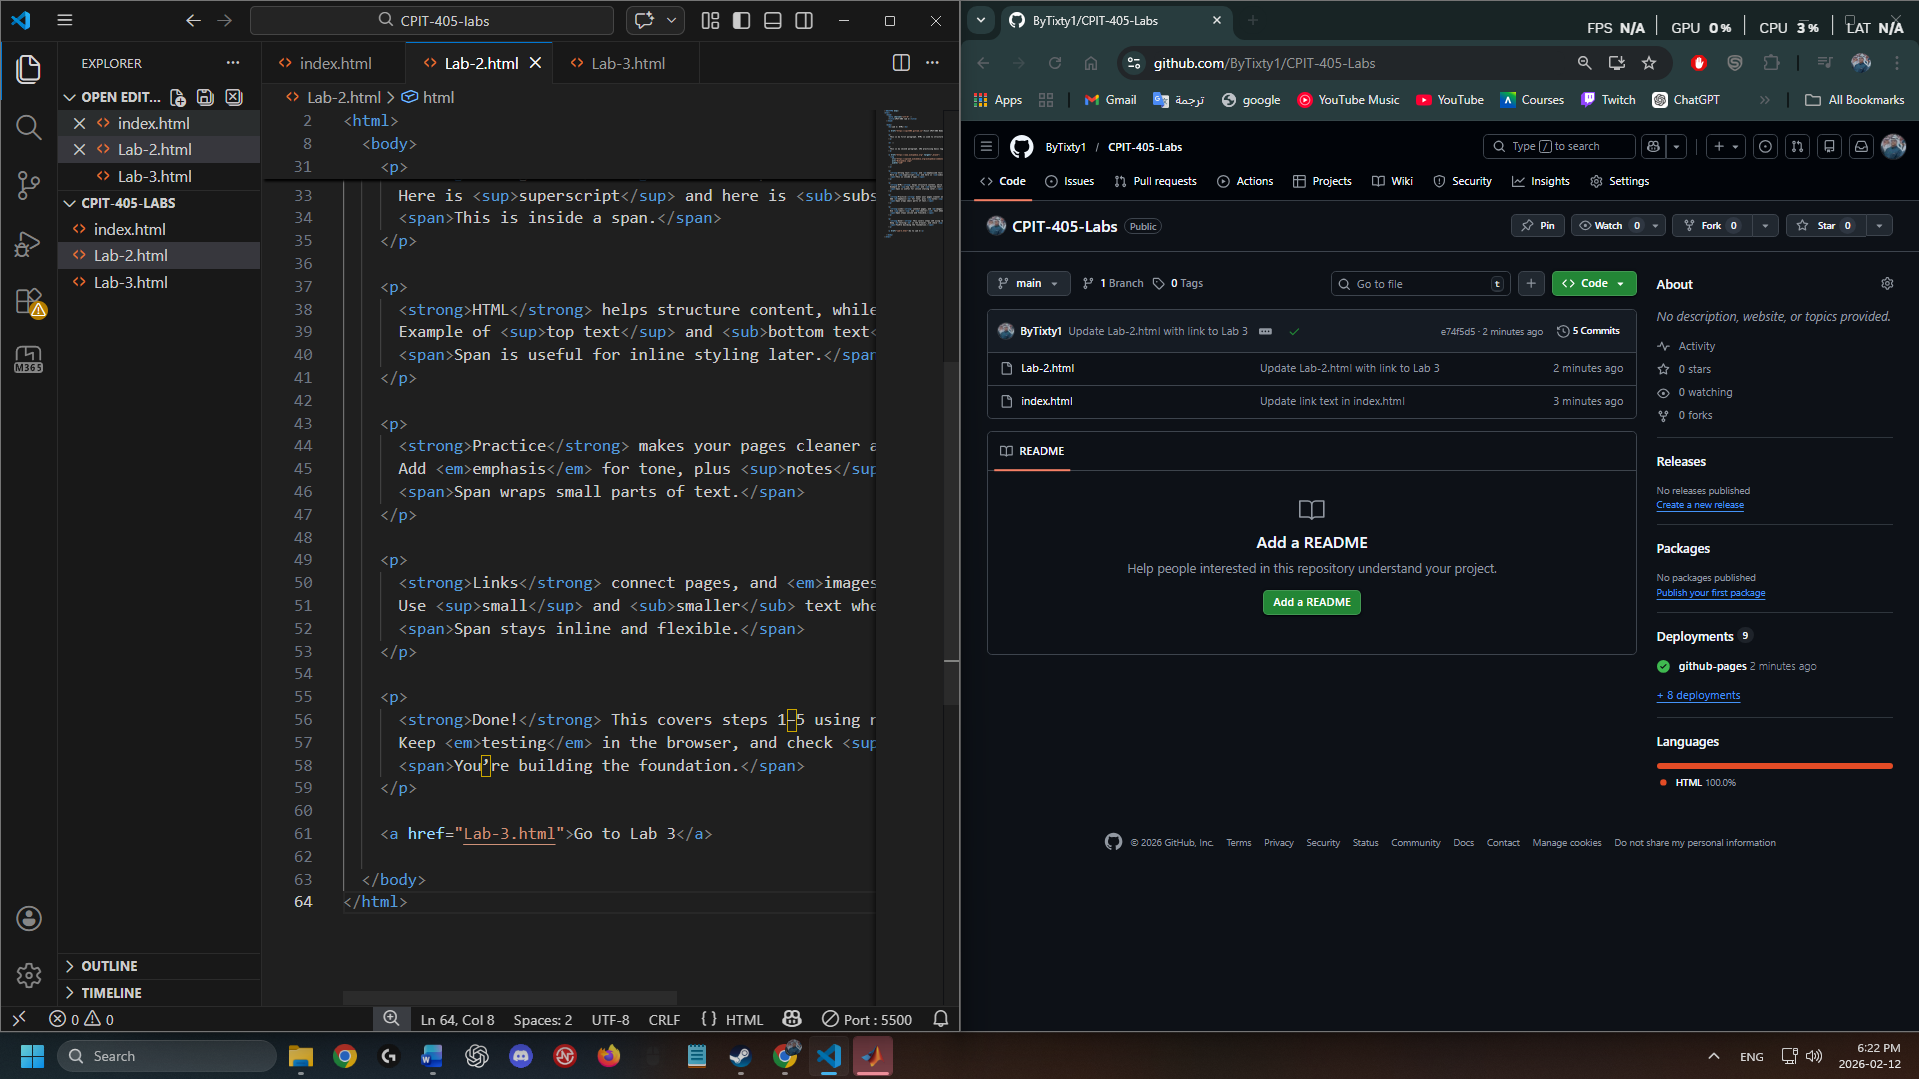 CPIT-405-labs
EXPLORER
index.html
Lab-2.html
Lab-3.html
OPEN EDIT...
index.html
Lab-2.html
Lab-3.html
CPIT-405-LABS
index.html
Lab-2.html
Lab-3.html
M365
OUTLINE
TIMELINE
Lab-2.html > html
2 <html>
8 <body>
31 <p>
33 Here is <sup>superscript</sup> and here is <sub>subs
34 <span>This is inside a span.</span>
35 </p>
36
37 <p>
38 <strong>HTML</strong> helps structure content, while
39 Example of <sup>top text</sup> and <sub>bottom text<
40 <span>Span is useful for inline styling later.</span
41 </p>
42
43 <p>
44 <strong>Practice</strong> makes your pages cleaner a
45 Add <em>emphasis</em> for tone, plus <sup>notes</sup
46 <span>Span wraps small parts of text.</span>
47 </p>
48
49 <p>
50 <strong>Links</strong> connect pages, and <em>images
51 Use <sup>small</sup> and <sub>smaller</sub> text whe
52 <span>Span stays inline and flexible.</span>
53 </p>
54
55 <p>
56 <strong>Done!</strong> This covers steps 1–5 using
57 Keep <em>testing</em> in the browser, and check <sup
58 <span>You’re building the foundation.</span>
59 </p>
60
61 <a href="Lab-3.html">Go to Lab 3</a>
62
63 </body>
64 </html>
0 0
Ln 64, Col 8 Spaces: 2 UTF-8 CRLF {} HTML Port : 5500
ByTixty1/CPIT-405-Labs
FPS N/A GPU 0% CPU 3% LAT N/A
github.com/ByTixty1/CPIT-405-Labs
Apps Gmail ترجمة google YouTube Music YouTube Courses Twitch ChatGPT » All Bookmarks
ByTixty1 / CPIT-405-Labs
Type / to search
Code Issues Pull requests Actions Projects Wiki Security Insights Settings
CPIT-405-Labs Public
Pin Watch 0 Fork 0 Star 0
main 1 Branch 0 Tags
Go to file t
Code
ByTixty1 Update Lab-2.html with link to Lab 3 e74f5d5 · 2 minutes ago 5 Commits
Lab-2.html Update Lab-2.html with link to Lab 3 2 minutes ago
index.html Update link text in index.html 3 minutes ago
README
Add a README
Help people interested in this repository understand your project.
Add a README
About
No description, website, or topics provided.
Activity
0 stars
0 watching
0 forks
Releases
No releases published
Create a new release
Packages
No packages published
Publish your first package
Deployments 9
github-pages 2 minutes ago
+ 8 deployments
Languages
HTML 100.0%
© 2026 GitHub, Inc. Terms Privacy Security Status Community Docs Contact Manage cookies Do not share my personal information
Search
ENG
6:22 PM
2026-02-12